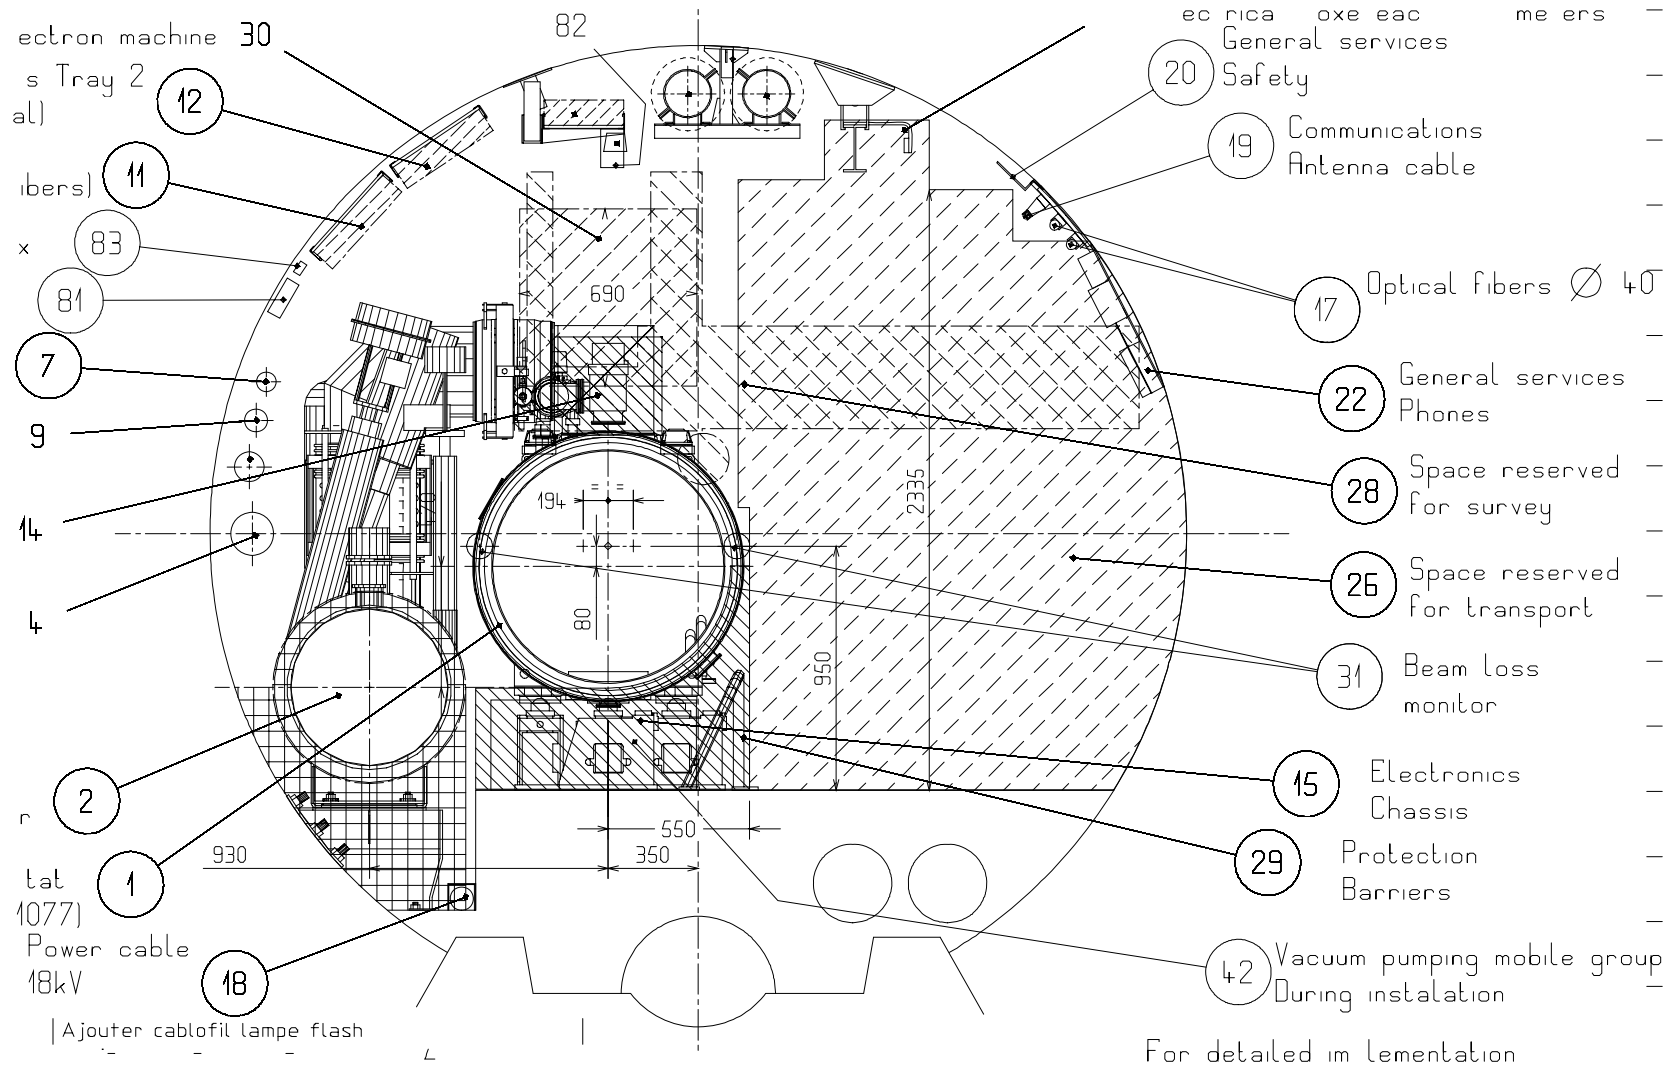 ectron machine 30
s Tray 2
al)
12
ibers)
11
x
83
81
7
9
14
4
2
r
1
tat
1077)
Power cable
18kV
18
Ajouter cablofil lampe flash
82
690
194
= =
80
2335
950
550
930
350
20
General services
Safety
19
Communications
Antenna cable
17
Optical fibers Ø 40
22
General services
Phones
28
Space reserved
for survey
26
Space reserved
for transport
31
Beam loss
monitor
15
Electronics
Chassis
29
Protection
Barriers
42
Vacuum pumping mobile group
During instalation
For detailed im lementation